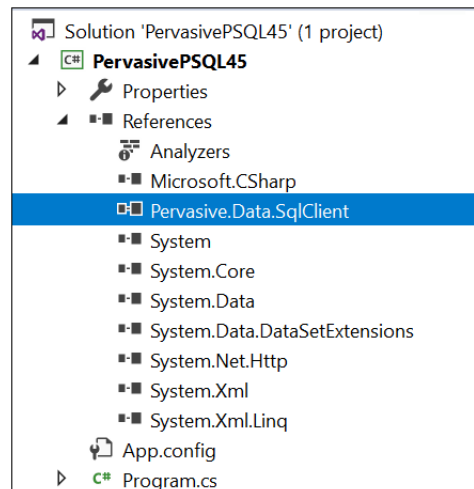 Solution 'PervasivePSQL45' (1 project)
C# PervasivePSQL45
Properties
References
Analyzers
Microsoft.CSharp
Pervasive.Data.SqlClient
System
System.Core
System.Data
System.Data.DataSetExtensions
System.Net.Http
System.Xml
System.Xml.Linq
App.config
C# Program.cs